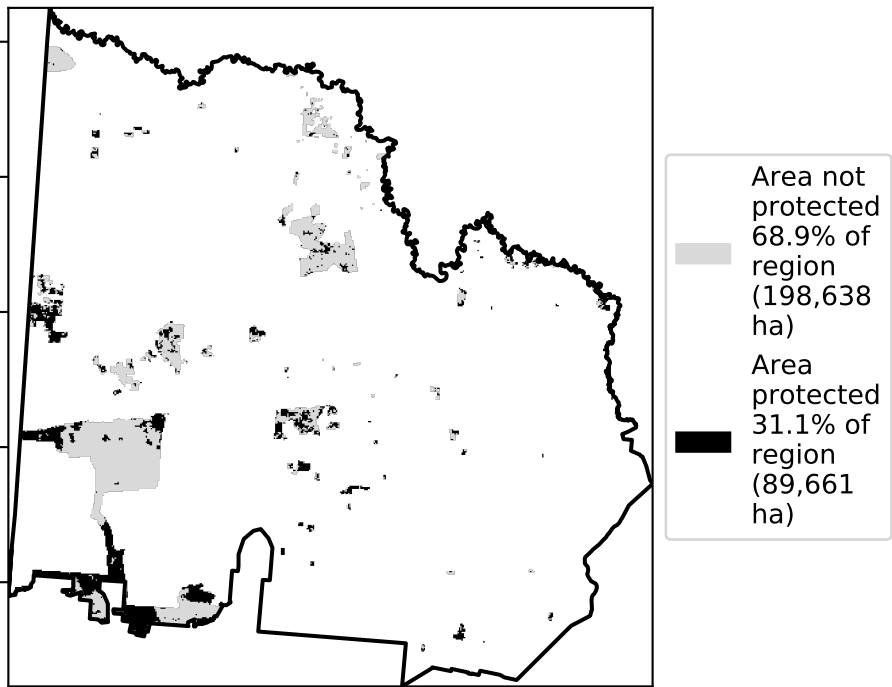 Area not
protected
68.9% of
region
(198,638
ha)
Area
protected
31.1% of
region
(89,661
ha)